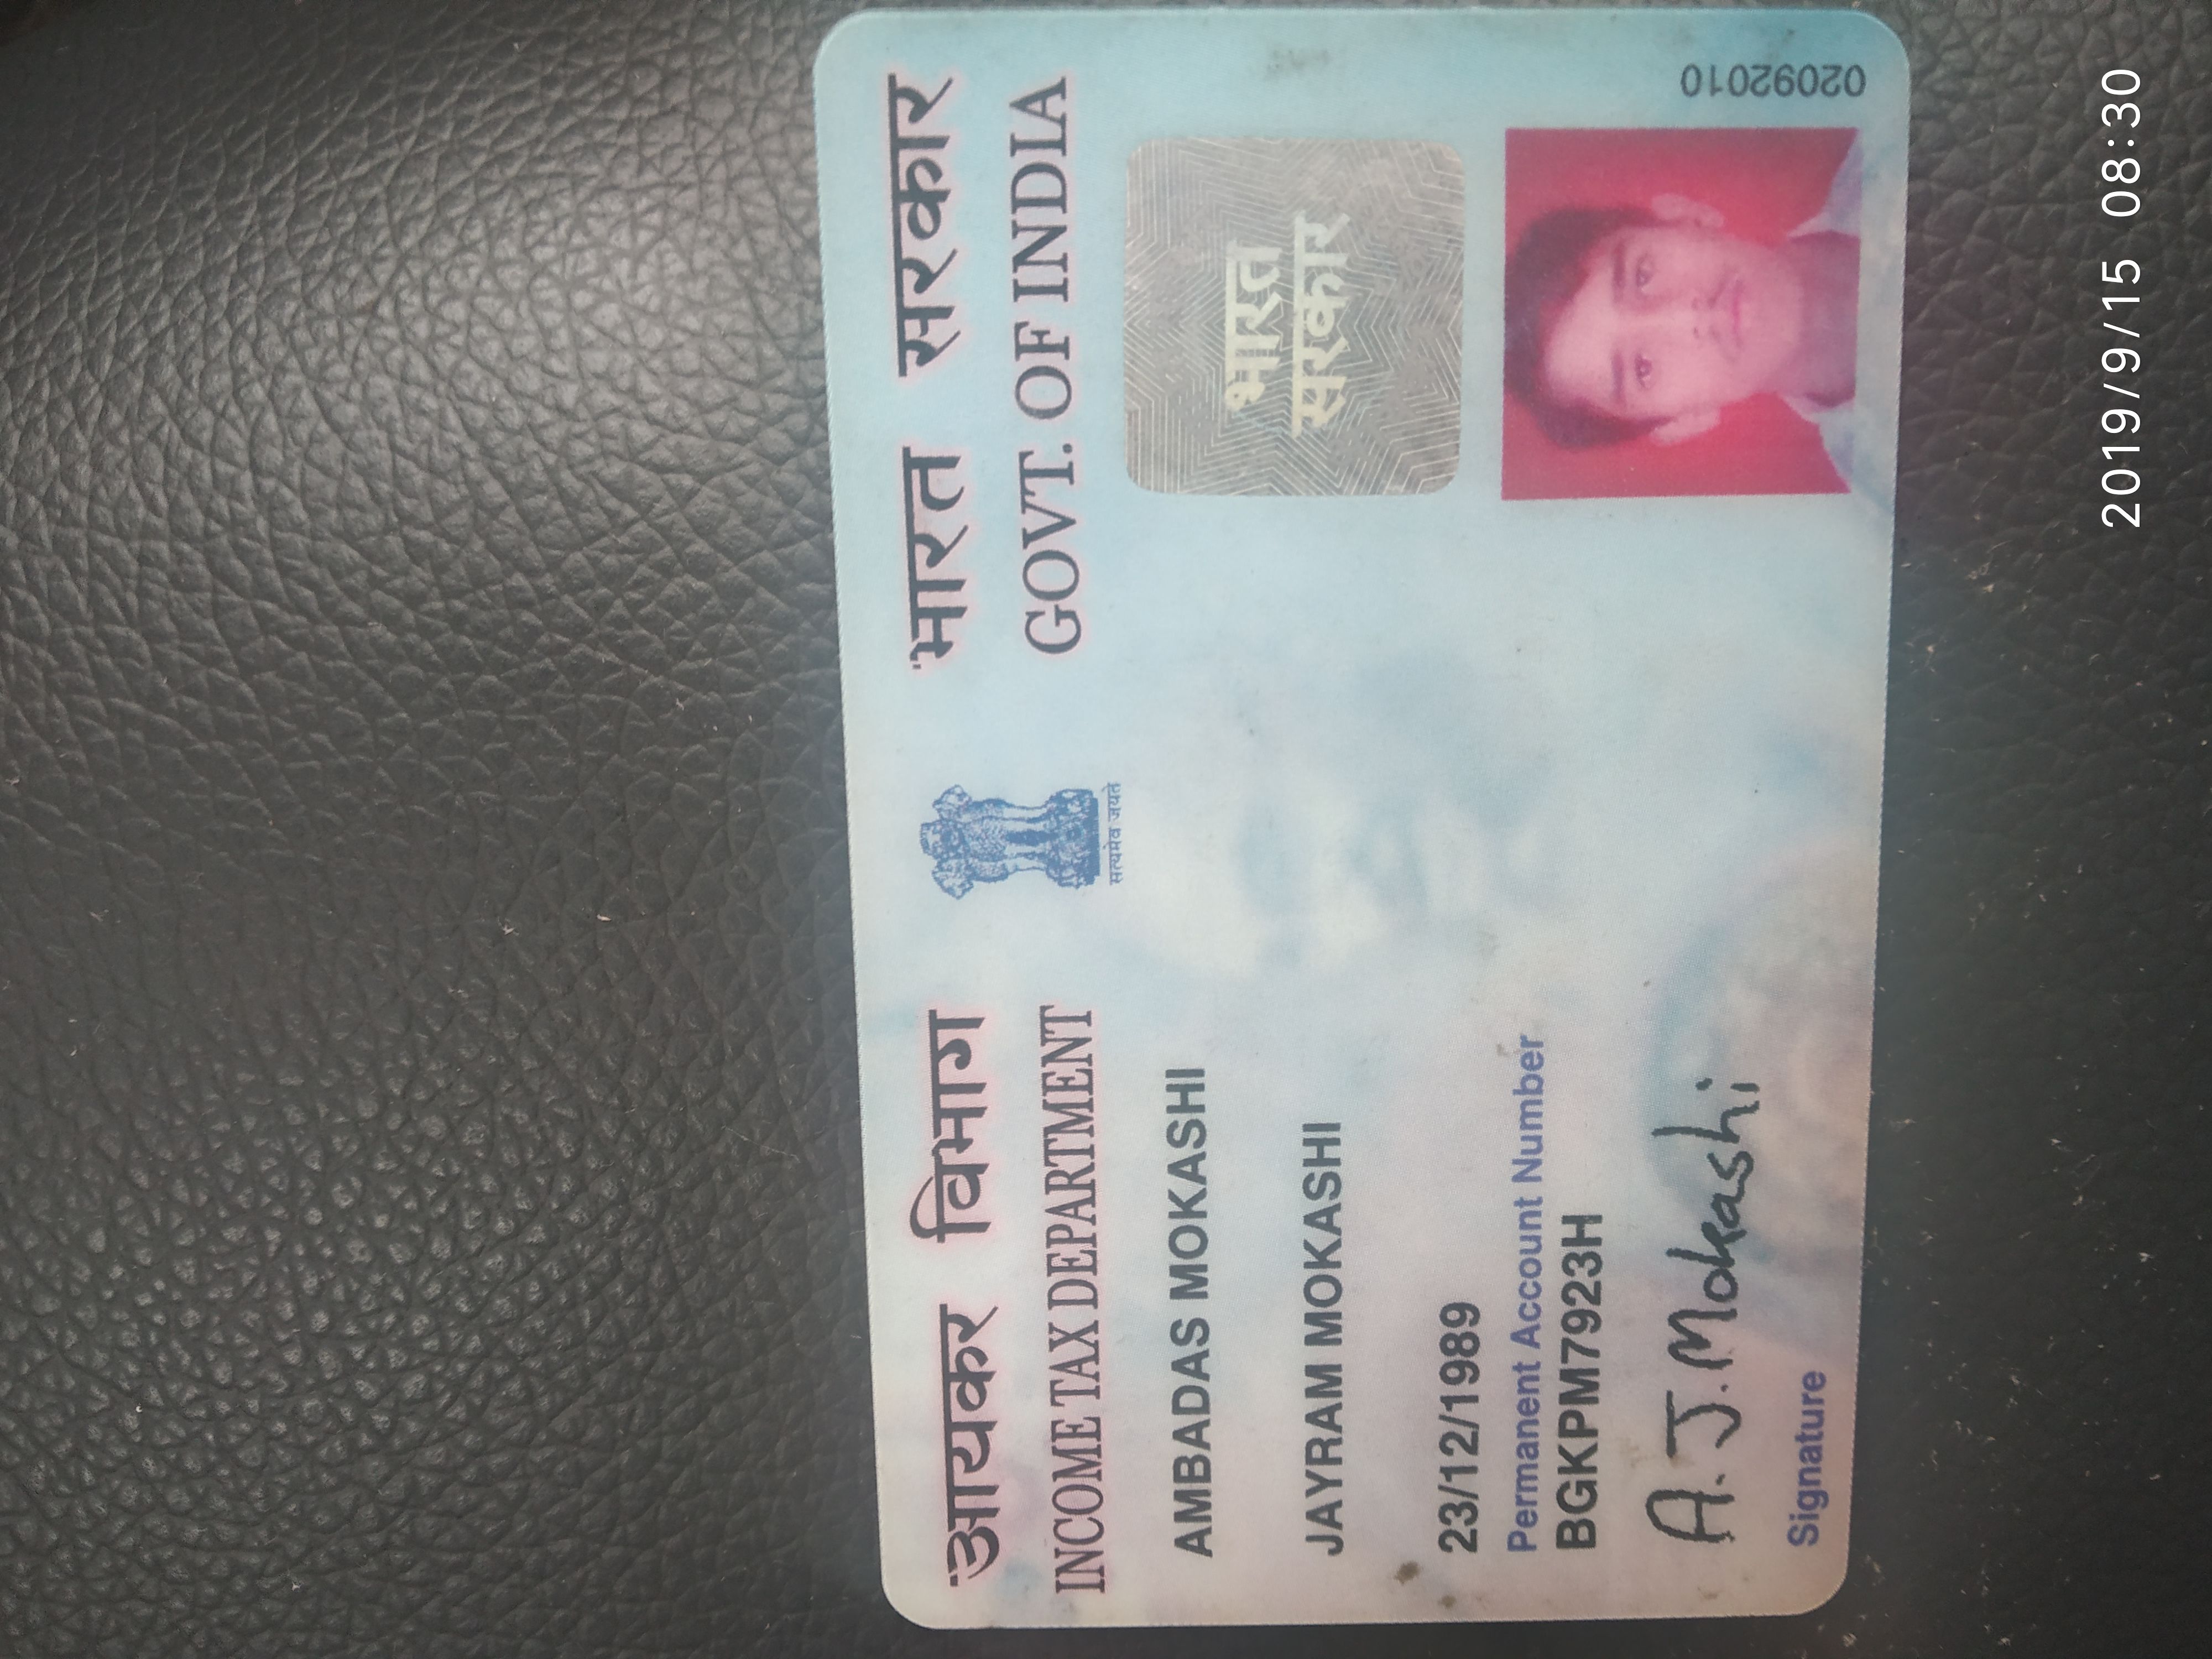 आयकर विभाग
INCOME TAX DEPARTMENT
सत्यमेव जयते
भारत सरकार
GOVT. OF INDIA
AMBADAS MOKASHI
JAYRAM MOKASHI
23/12/1989
Permanent Account Number
BGKPM7923H
A. J. Mokashi
Signature
भारत
सरकार
02092010
2019/9/15 08:30